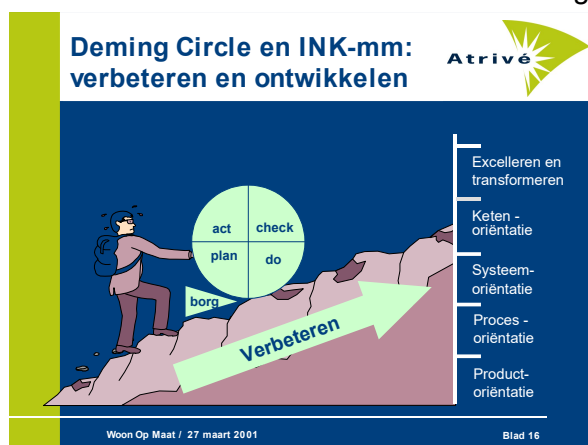 Deming Circle en INK-mm:
verbeteren en ontwikkelen
Atrivé
act
check
plan
do
borg
Verbeteren
Excelleren en
transformeren
Keten -
oriëntatie
Systeem-
oriëntatie
Proces -
oriëntatie
Product-
oriëntatie
Woon Op Maat / 27 maart 2001
Blad 16